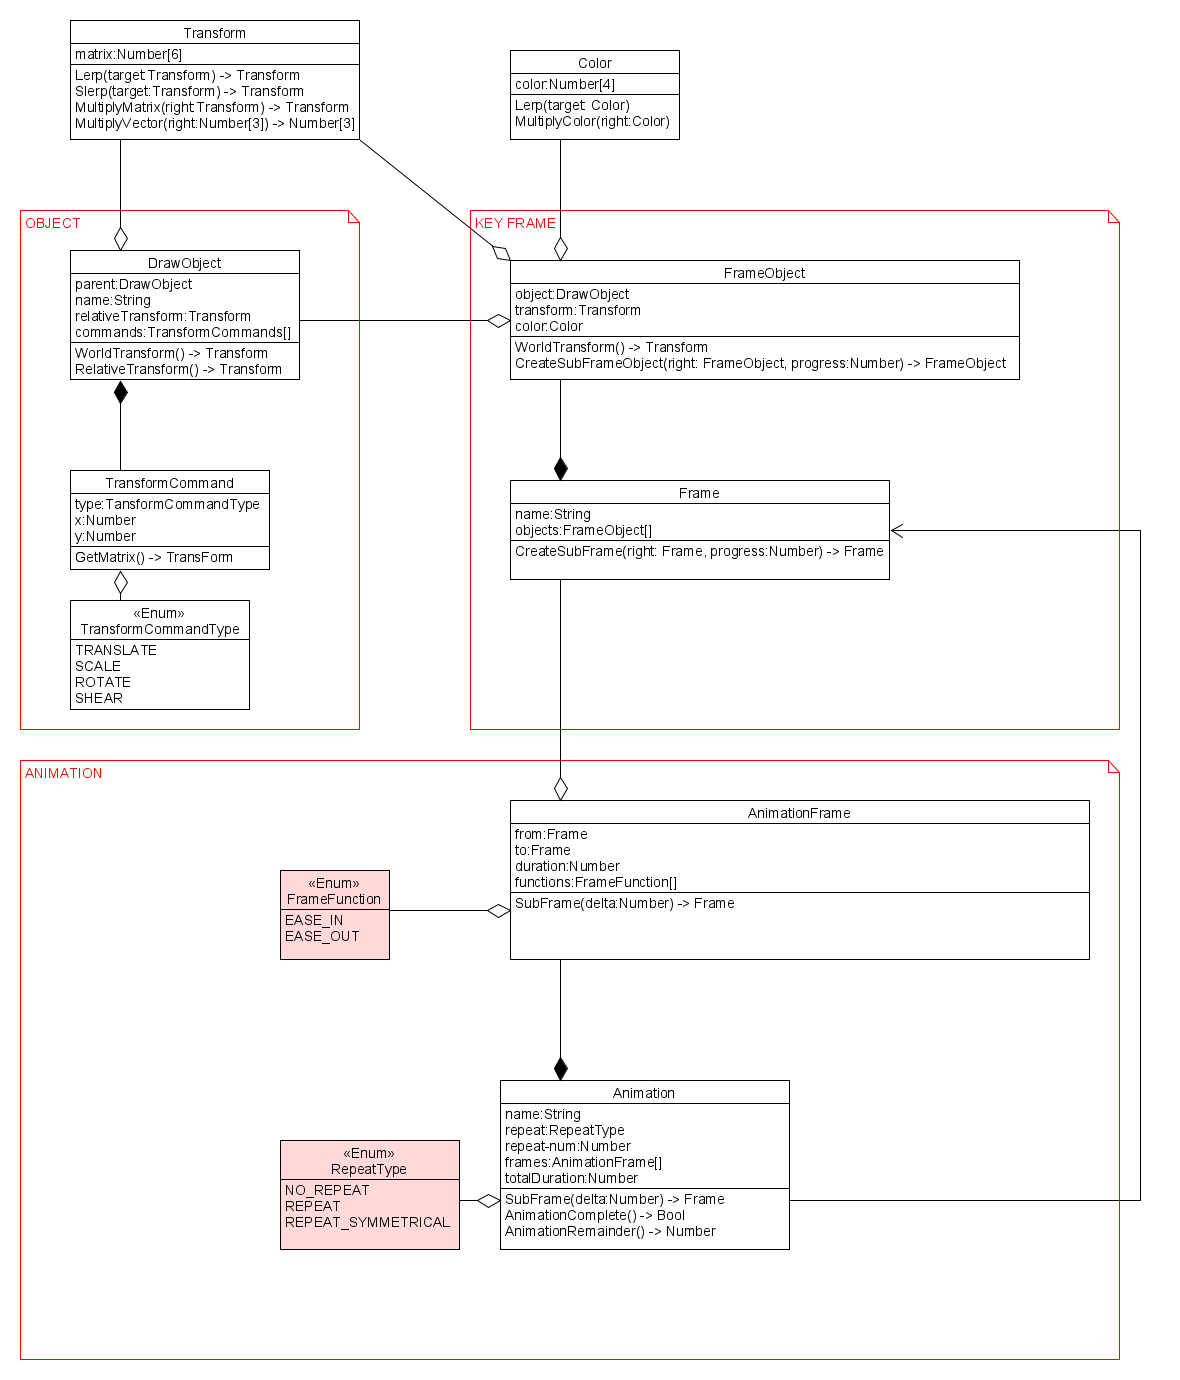 Transform
matrix:Number[6]
Lerp(target:Transform) -> Transform
Slerp(target:Transform) -> Transform
MultiplyMatrix(right:Transform) -> Transform
MultiplyVector(right:Number[3]) -> Number[3]
Color
color:Number[4]
Lerp(target: Color)
MultiplyColor(right:Color)
OBJECT
DrawObject
parent:DrawObject
name:String
relativeTransform:Transform
commands:TransformCommands[]
WorldTransform() -> Transform
RelativeTransform() -> Transform
TransformCommand
type:TansformCommandType
x:Number
y:Number
GetMatrix() -> TransForm
«Enum»
TransformCommandType
TRANSLATE
SCALE
ROTATE
SHEAR
KEY FRAME
FrameObject
object:DrawObject
transform:Transform
color:Color
WorldTransform() -> Transform
CreateSubFrameObject(right: FrameObject, progress:Number) -> FrameObject
Frame
name:String
objects:FrameObject[]
CreateSubFrame(right: Frame, progress:Number) -> Frame
ANIMATION
AnimationFrame
from:Frame
to:Frame
duration:Number
functions:FrameFunction[]
SubFrame(delta:Number) -> Frame
«Enum»
FrameFunction
EASE_IN
EASE_OUT
Animation
name:String
repeat:RepeatType
repeat-num:Number
frames:AnimationFrame[]
totalDuration:Number
SubFrame(delta:Number) -> Frame
AnimationComplete() -> Bool
AnimationRemainder() -> Number
«Enum»
RepeatType
NO_REPEAT
REPEAT
REPEAT_SYMMETRICAL